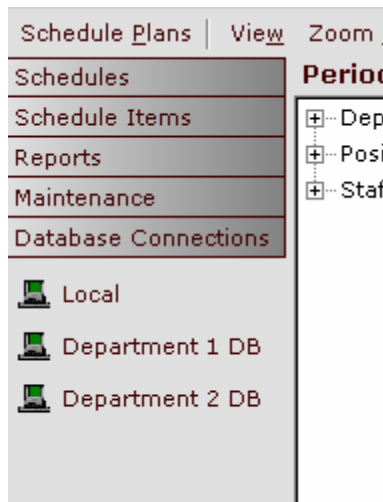 Schedule Plans View Zoom
Schedules
Schedule Items
Reports
Maintenance
Database Connections
Local
Department 1 DB
Department 2 DB